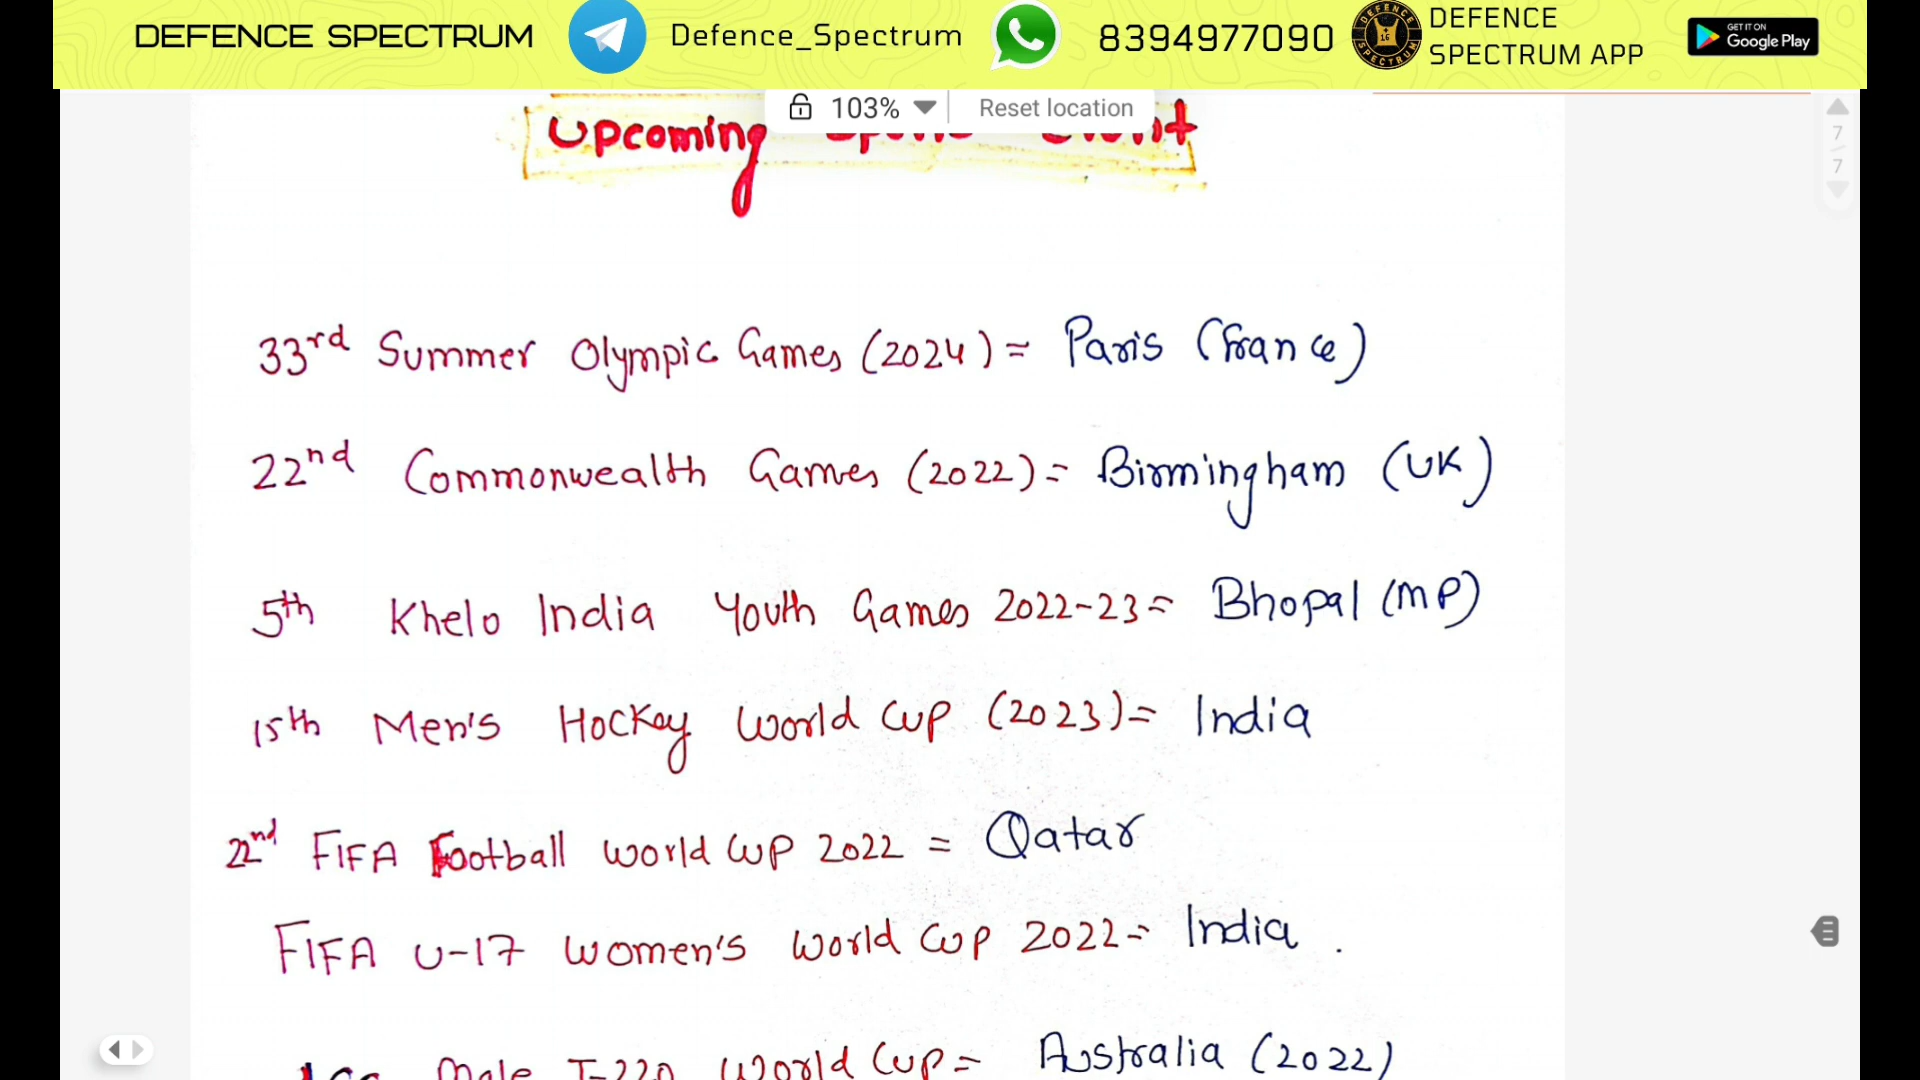 DEFENCE SPECTRUM
Defence_Spectrum
8394977090
DEFENCE
SPECTRUM APP
GET IT ON
Google Play
103%
Reset location
Upcoming
7
7
33rd Summer Olympic Games (2024) = Paris (France)
22nd Commonwealth Games (2022) = Birmingham (UK)
5th Khelo India Youth Games 2022-23 = Bhopal (MP)
15th Men's Hockey World Cup (2023) = India
22nd FIFA Football World Cup 2022 = Qatar
FIFA U-17 Women's World Cup 2022 = India .
Male World Cup = Australia (2022)